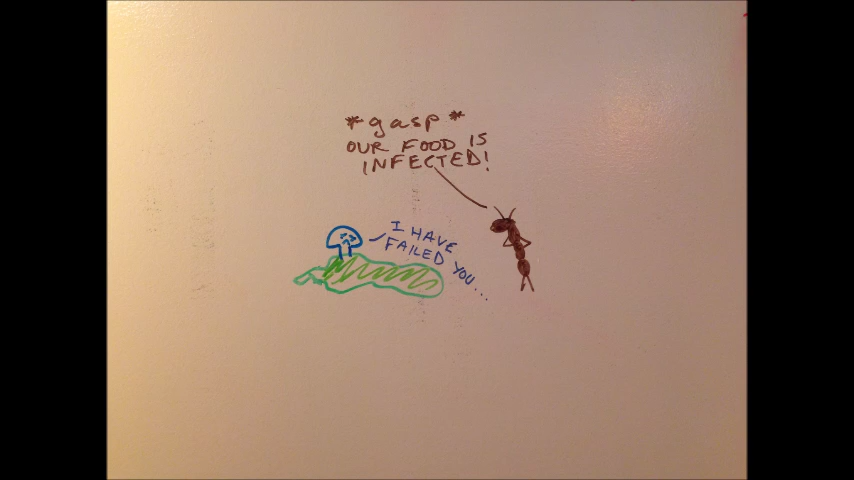 *gasp*
OUR FOOD IS
INFECTED!
I HAVE
FAILED YOU...